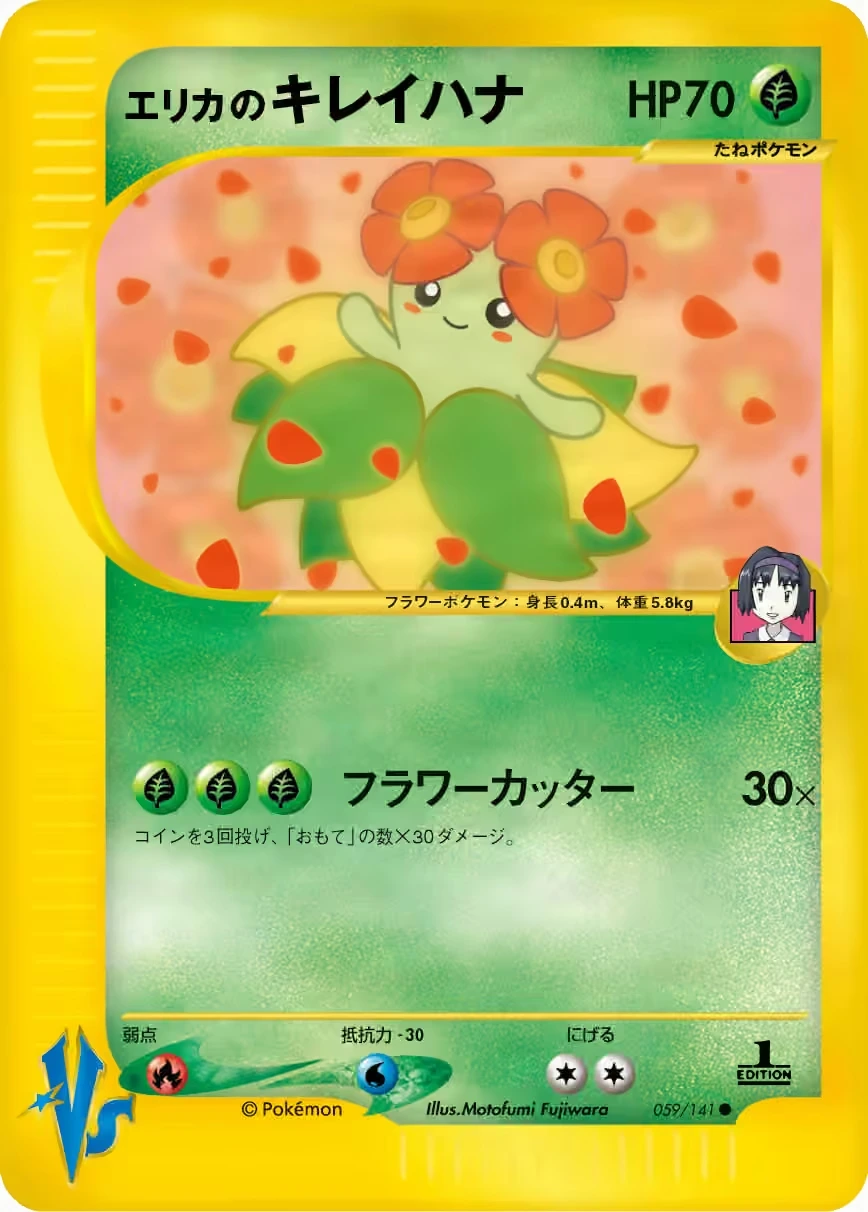 エリカのキレイハナ HP70
たねポケモン
フラワーポケモン：身長0.4m、体重5.8kg
フラワーカッター 30×
コインを3回投げ、「おもて」の数×30ダメージ。
弱点 抵抗力 -30 にげる
1
EDITION
VS
© Pokémon Illus.Motofumi Fujiwara 059/141●